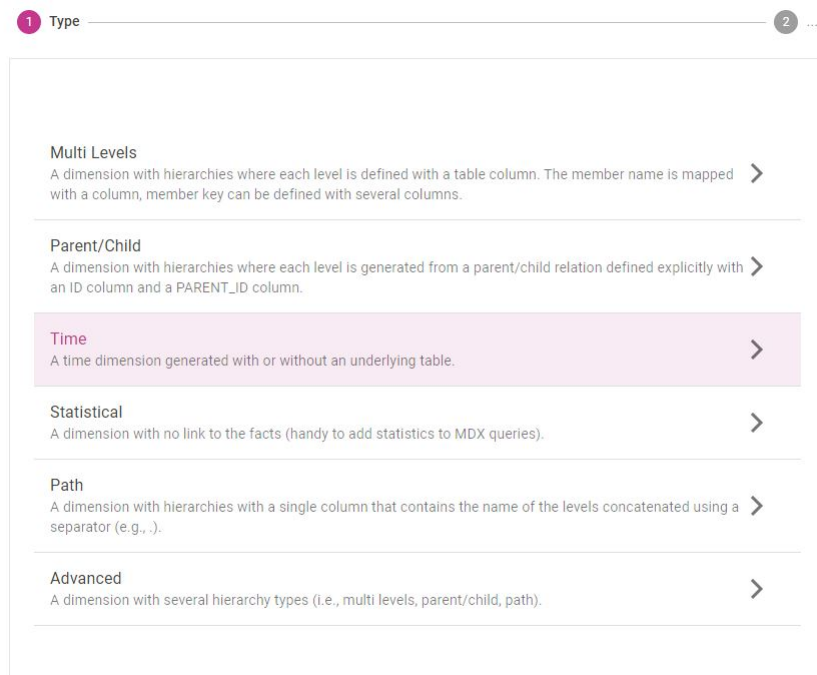 1 Type 2 ...
Multi Levels
A dimension with hierarchies where each level is defined with a table column. The member name is mapped
with a column, member key can be defined with several columns.
Parent/Child
A dimension with hierarchies where each level is generated from a parent/child relation defined explicitly with
an ID column and a PARENT_ID column.
Time
A time dimension generated with or without an underlying table.
Statistical
A dimension with no link to the facts (handy to add statistics to MDX queries).
Path
A dimension with hierarchies with a single column that contains the name of the levels concatenated using a
separator (e.g., .).
Advanced
A dimension with several hierarchy types (i.e., multi levels, parent/child, path).